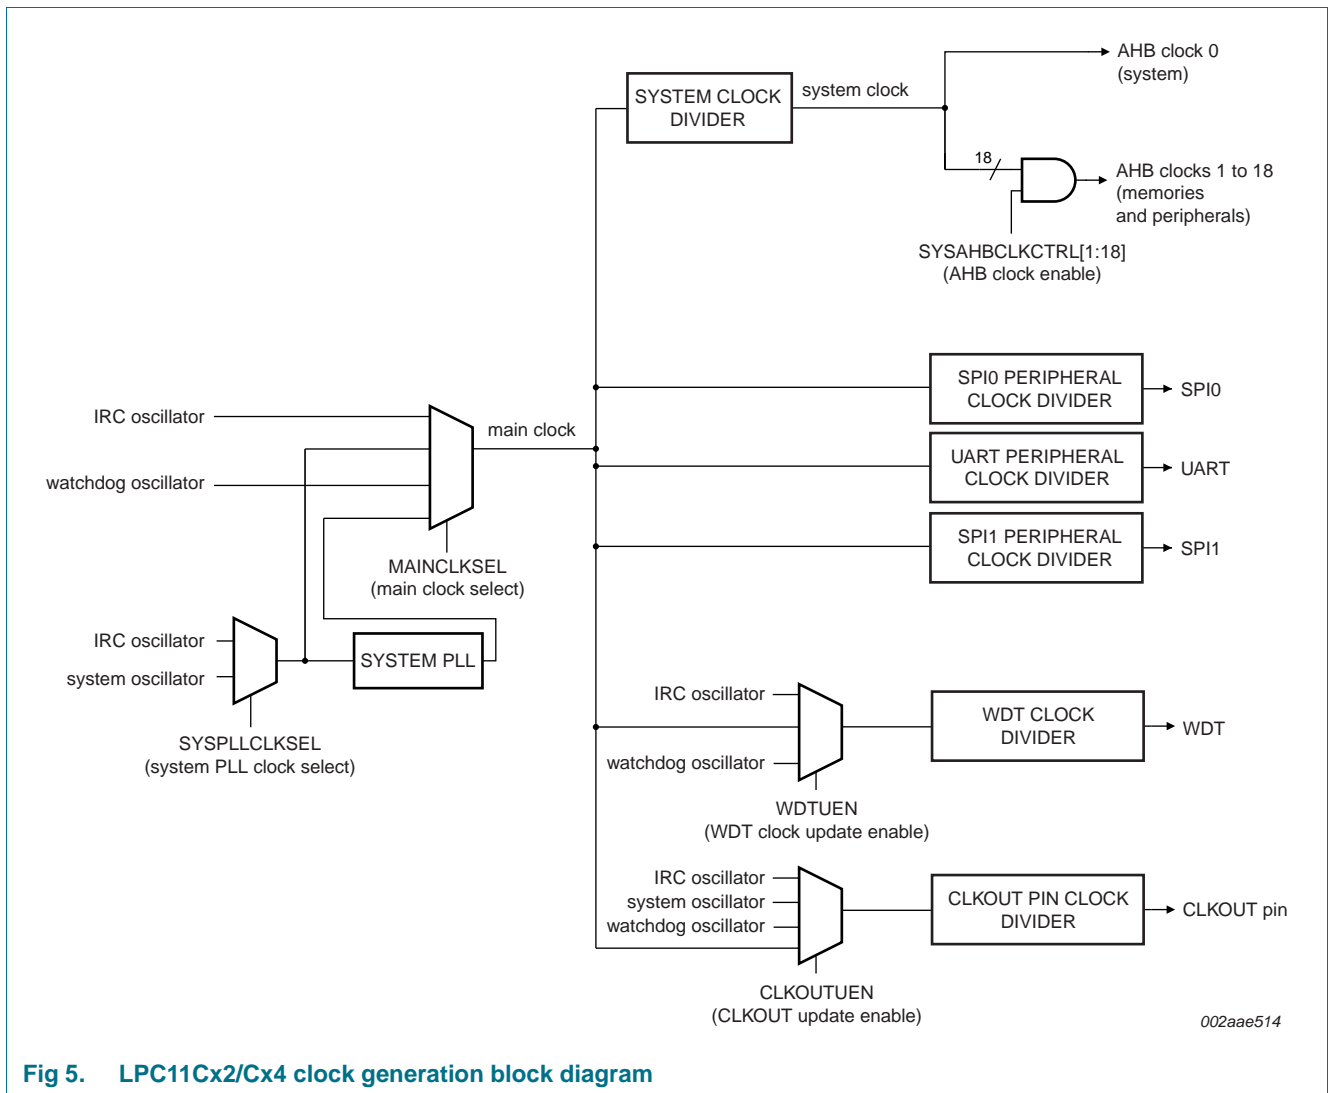 AHB clock 0
(system)
SYSTEM CLOCK
DIVIDER
system clock
18
AHB clocks 1 to 18
(memories
and peripherals)
SYSAHBCLKCTRL[1:18]
(AHB clock enable)
IRC oscillator
watchdog oscillator
main clock
MAINCLKSEL
(main clock select)
SPI0 PERIPHERAL
CLOCK DIVIDER
SPI0
UART PERIPHERAL
CLOCK DIVIDER
UART
SPI1 PERIPHERAL
CLOCK DIVIDER
SPI1
IRC oscillator
system oscillator
SYSTEM PLL
SYSPLLCLKSEL
(system PLL clock select)
IRC oscillator
watchdog oscillator
WDT CLOCK
DIVIDER
WDT
WDTUEN
(WDT clock update enable)
IRC oscillator
system oscillator
watchdog oscillator
CLKOUT PIN CLOCK
DIVIDER
CLKOUT pin
CLKOUTUEN
(CLKOUT update enable)
002aae514
Fig 5. LPC11Cx2/Cx4 clock generation block diagram